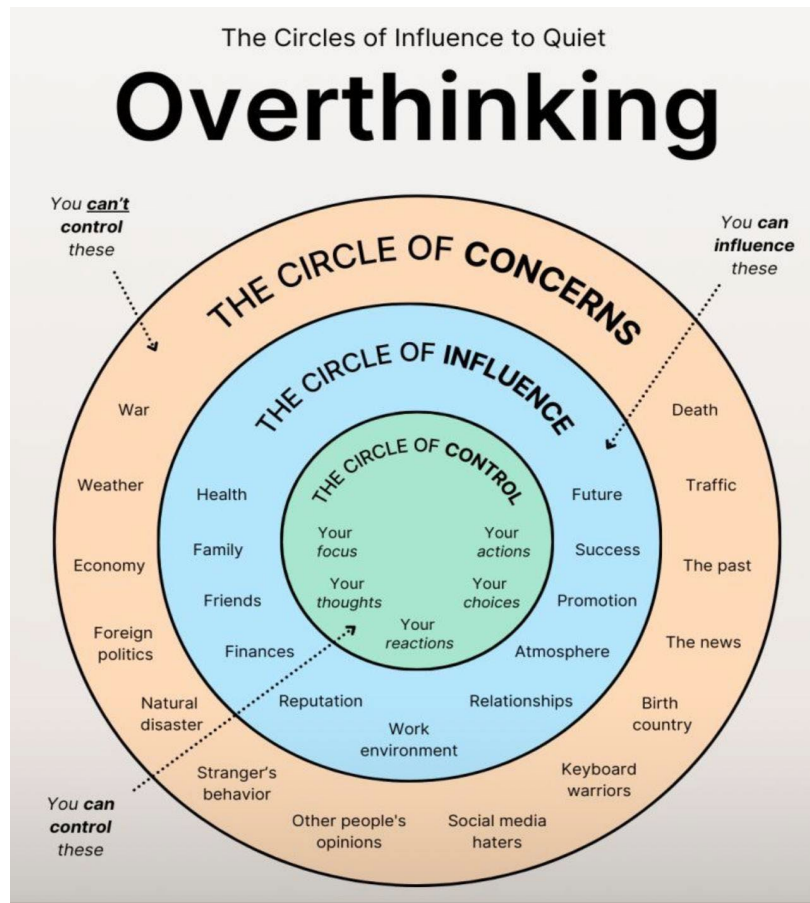 The Circles of Influence to Quiet
Overthinking
You can't
control
these
You can
influence
these
THE CIRCLE OF CONCERNS
THE CIRCLE OF INFLUENCE
THE CIRCLE OF CONTROL
War
Weather
Economy
Foreign
politics
Natural
disaster
Stranger's
behavior
Other people's
opinions
Social media
haters
Keyboard
warriors
Birth
country
The news
The past
Traffic
Death
Health
Family
Friends
Finances
Reputation
Work
environment
Relationships
Atmosphere
Promotion
Success
Future
Your
focus
Your
thoughts
Your
reactions
Your
choices
Your
actions
You can
control
these